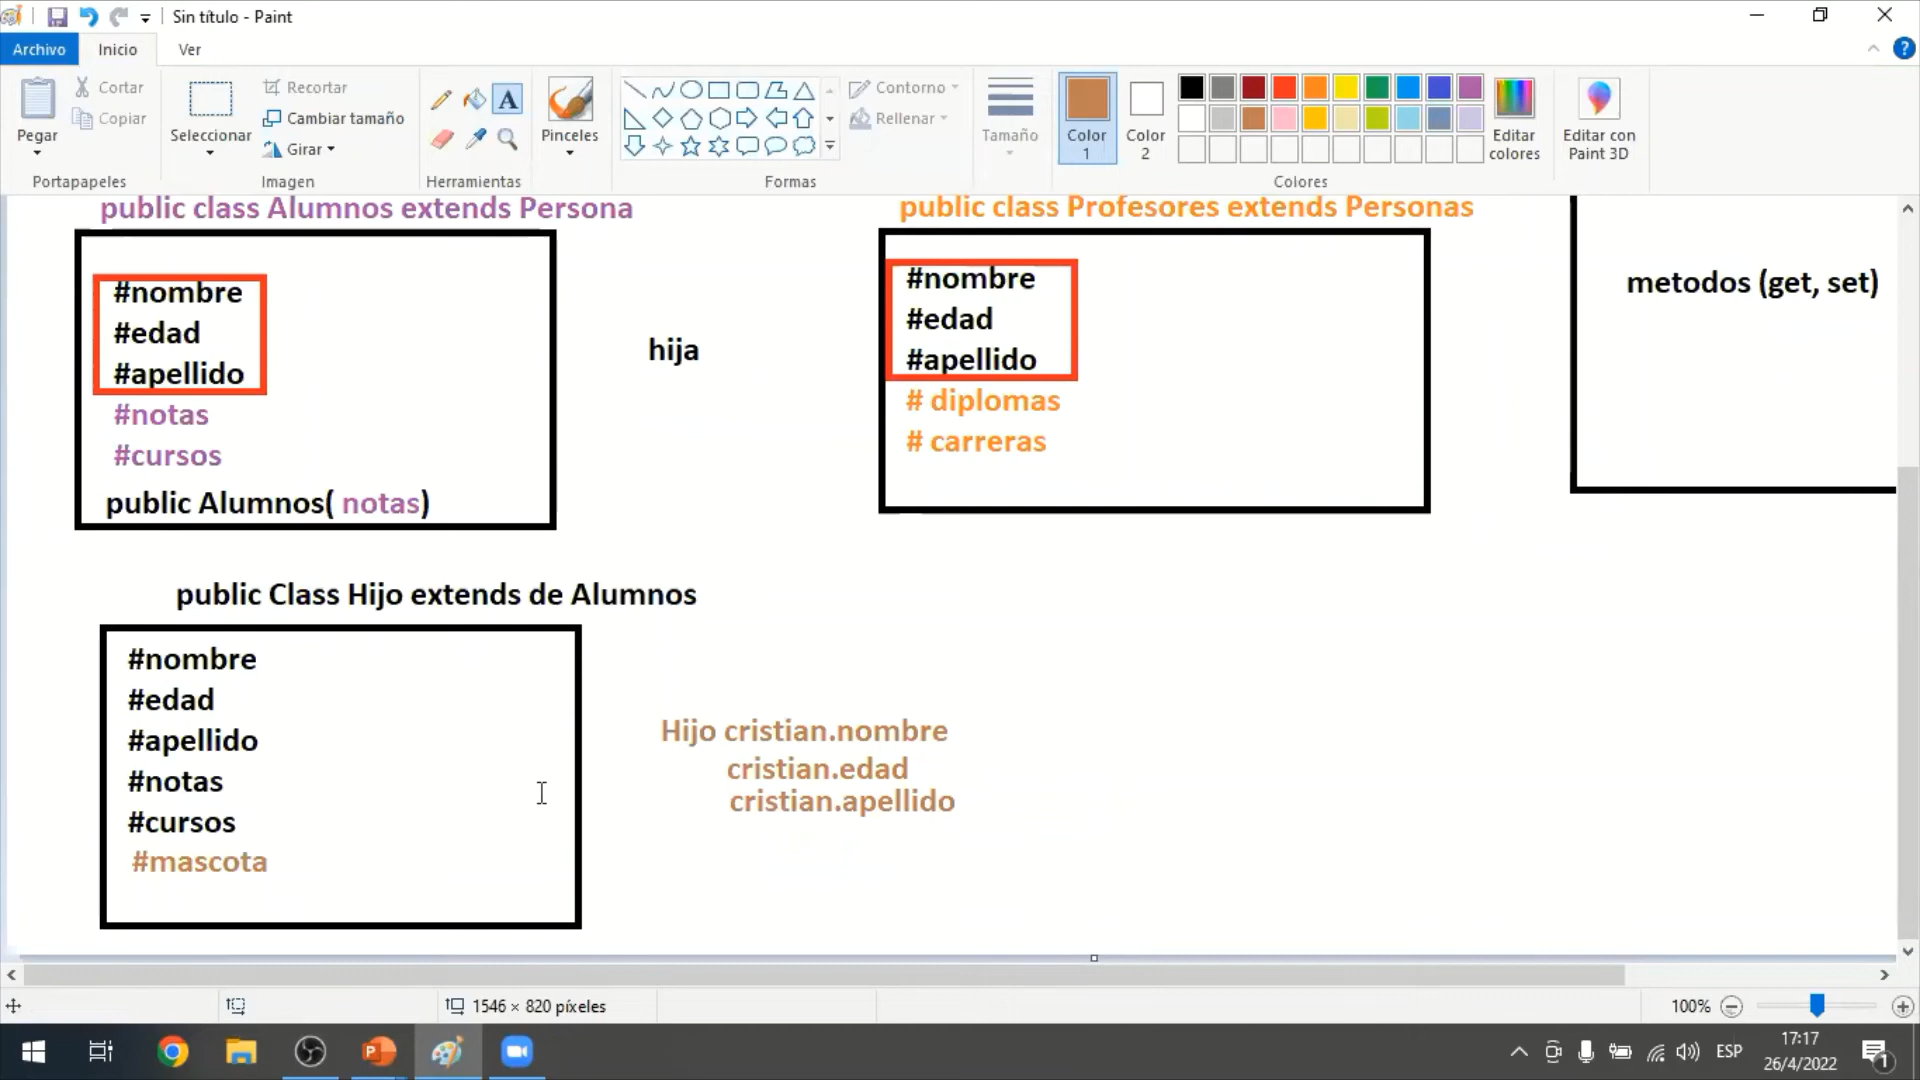 Sin título - Paint
Archivo
Inicio
Ver
Pegar
Cortar
Copiar
Portapapeles
Seleccionar
Recortar
Cambiar tamaño
Girar
Imagen
A
Herramientas
Pinceles
Formas
Contorno
Rellenar
Tamaño
Color 1
Color 2
Editar colores
Editar con Paint 3D
Colores
public class Alumnos extends Persona
#nombre
#edad
#apellido
#notas
#cursos
public Alumnos( notas)
hija
public class Profesores extends Personas
#nombre
#edad
#apellido
# diplomas
# carreras
metodos (get, set)
public Class Hijo extends de Alumnos
#nombre
#edad
#apellido
#notas
#cursos
#mascota
Hijo cristian.nombre
cristian.edad
cristian.apellido
1546 × 820 píxeles
100%
ESP
17:17
26/4/2022
1